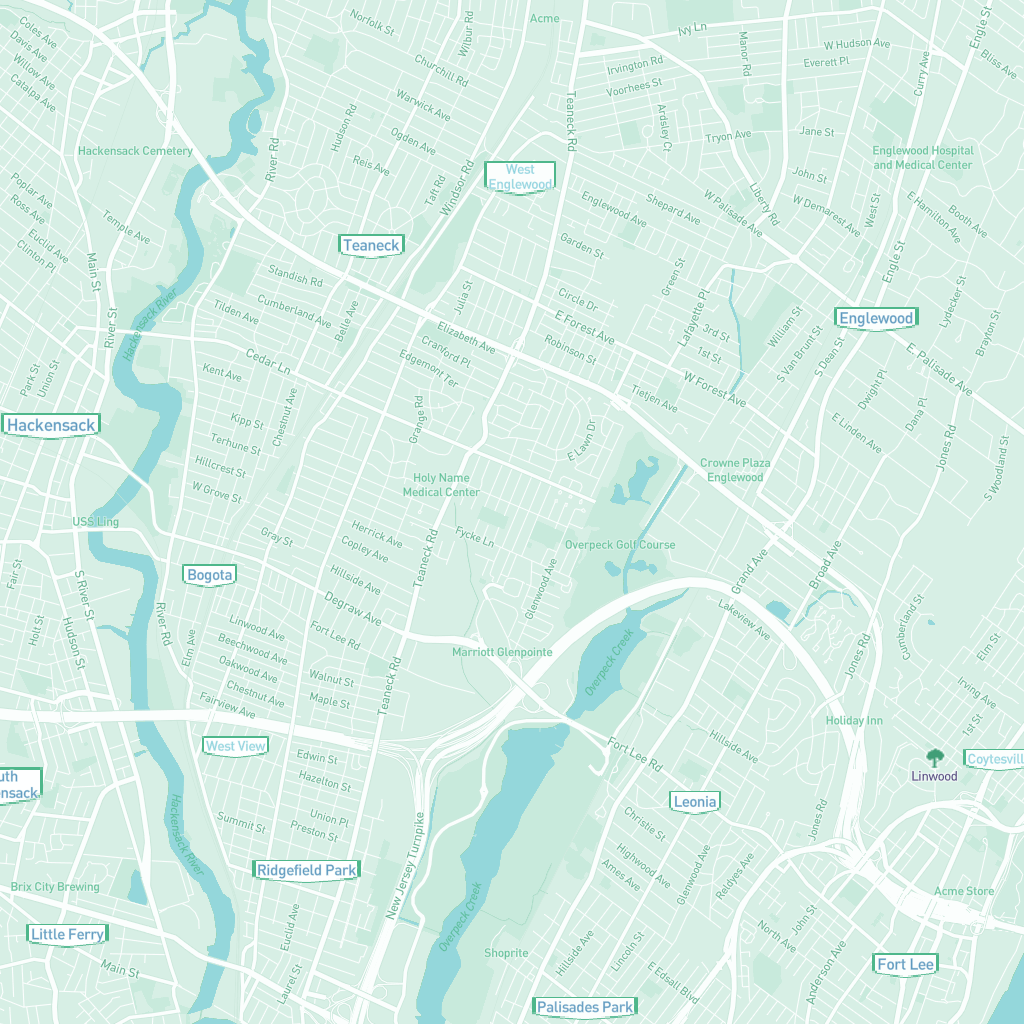 Coles Ave
Davis Ave
Willow Ave
Catalpa Ave
Norfolk St
Wilbur Rd
Acme
Ivy Ln
Manor Rd
W Hudson Ave
Everett Pl
Curry Ave
Engle St
Bliss Ave
Churchill Rd
Irvington Rd
Voorhees St
Warwick Ave
Hudson Rd
Ogden Ave
Reis Ave
Teaneck Rd
Ardsley Ct
Tryon Ave
Jane St
Englewood Hospital
and Medical Center
Hackensack Cemetery
River Rd
Taft Rd
Windsor Rd
West
Englewood
John St
Liberty Rd
Poplar Ave
Ross Ave
Temple Ave
Euclid Ave
Clinton Pl
Main St
Englewood Ave
Shepard Ave
W Palisade Ave
W Demarest Ave
West St
E Hamilton Ave
Booth Ave
Teaneck
Garden St
Engle St
Standish Rd
Julia St
Green St
Circle Dr
Lafayette Pl
Lydecker St
Hackensack River
River St
Tilden Ave
Cumberland Ave
Belle Ave
Elizabeth Ave
E Forest Ave
3rd St
1st St
William St
Englewood
Brayton St
S Van Brunt St
S Dean St
E. Palisade Ave
Cedar Ln
Cranford Pl
Edgemont Ter
Robinson St
Park St
Union St
Kent Ave
Chestnut Ave
Grange Rd
Tietjen Ave
W Forest Ave
Dwight Pl
Dana Pl
E Linden Ave
Hackensack
Kipp St
Terhune St
E Lawn Dr
Jones Rd
S Woodland St
Hillcrest St
W Grove St
Holy Name
Medical Center
Crowne Plaza
Englewood
USS Ling
Gray St
Herrick Ave
Copley Ave
Fycke Ln
Overpeck Golf Course
Teaneck Rd
Grand Ave
Broad Ave
Fair St
S River St
Bogota
Hillside Ave
Degraw Ave
Glenwood Ave
Lakeview Ave
Cumberland St
Holt St
Hudson St
River Rd
Elm Ave
Linwood Ave
Beechwood Ave
Oakwood Ave
Chestnut Ave
Fairview Ave
Fort Lee Rd
Walnut St
Maple St
Teaneck Rd
Marriott Glenpointe
Overpeck Creek
Jones Rd
Elm St
Irving Ave
1st St
West View
Edwin St
Hazelton St
Fort Lee Rd
Hillside Ave
Holiday Inn
Linwood
Coytesvill
uth
ensack
Hackensack River
Summit St
Union Pl
Preston St
New Jersey Turnpike
Leonia
Christie St
Jones Rd
Ridgefield Park
Highwood Ave
Ames Ave
Glenwood Ave
Reldyes Ave
Brix City Brewing
Acme Store
Little Ferry
Euclid Ave
Overpeck Creek
Shoprite
Hillside Ave
Lincoln St
North Ave
Join St
Anderson Ave
Fort Lee
Main St
Laurel St
E Edsall Blvd
Palisades Park